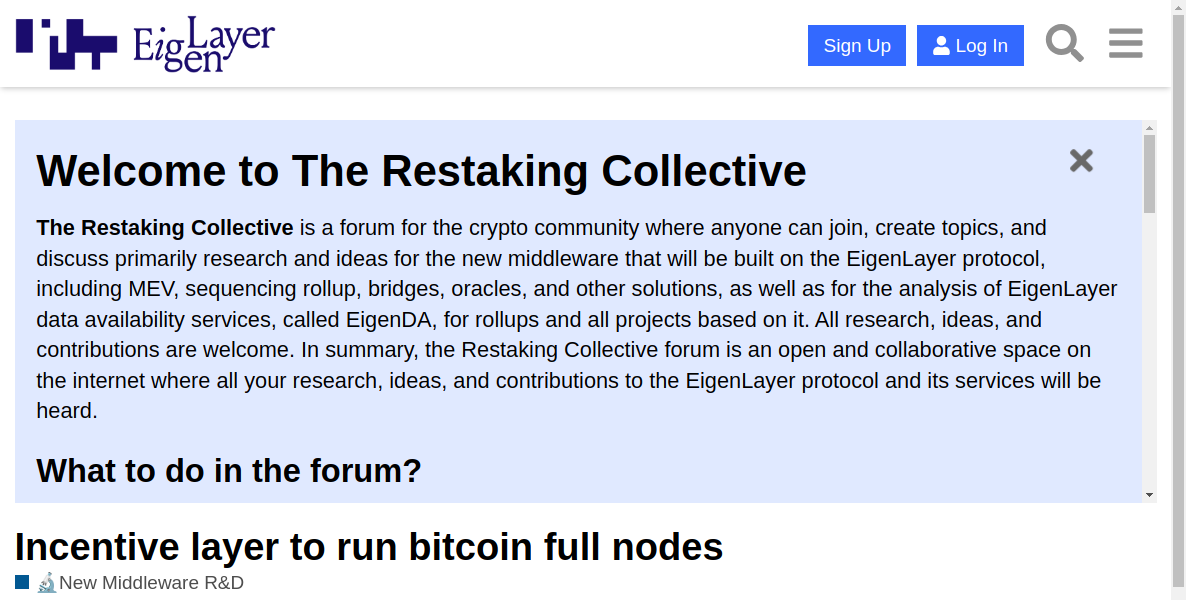 EigenLayer
Sign Up
Log In
Welcome to The Restaking Collective
The Restaking Collective is a forum for the crypto community where anyone can join, create topics, and
discuss primarily research and ideas for the new middleware that will be built on the EigenLayer protocol,
including MEV, sequencing rollup, bridges, oracles, and other solutions, as well as for the analysis of EigenLayer
data availability services, called EigenDA, for rollups and all projects based on it. All research, ideas, and
contributions are welcome. In summary, the Restaking Collective forum is an open and collaborative space on
the internet where all your research, ideas, and contributions to the EigenLayer protocol and its services will be
heard.
What to do in the forum?
Incentive layer to run bitcoin full nodes
New Middleware R&D